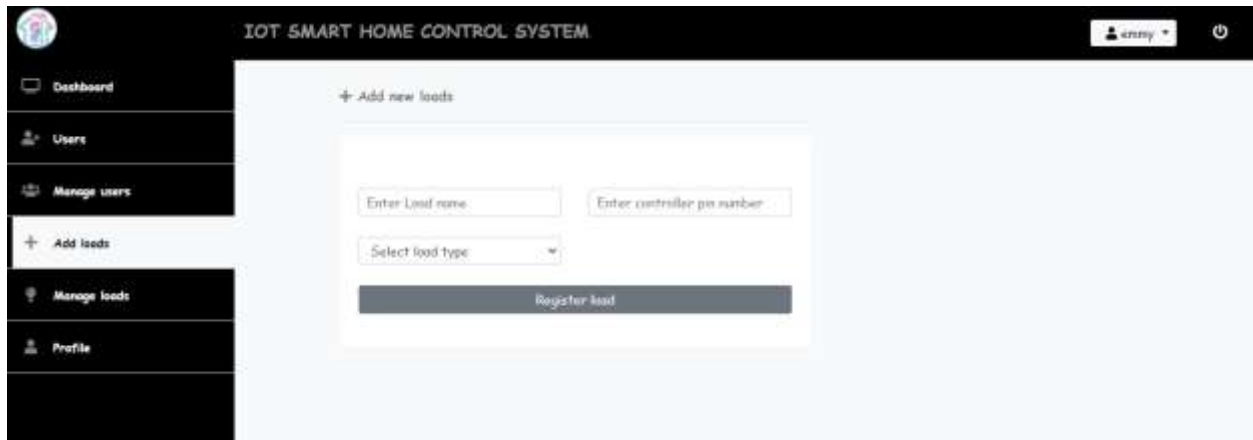 IOT SMART HOME CONTROL SYSTEM
emmy
Dashboard
Users
Manage users
Add loads
Manage loads
Profile
Add new loads
Enter Load name
Enter controller pin number
Select load type
Register load